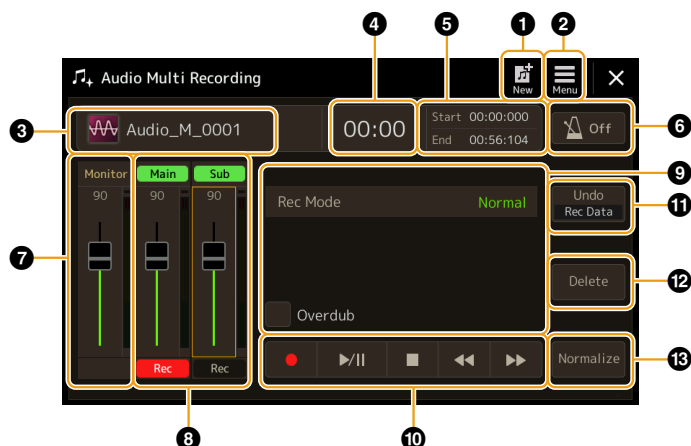 1 2 4 5
Audio Multi Recording
New
Menu
3
Audio_M_0001
00:00
Start 00:00:000
End 00:56:104
Off
6
Monitor
Main
Sub
90
90
90
9
Rec Mode
Normal
Undo
Rec Data
11
7
Delete
12
Overdub
Rec
Rec
Normalize
13
8
10